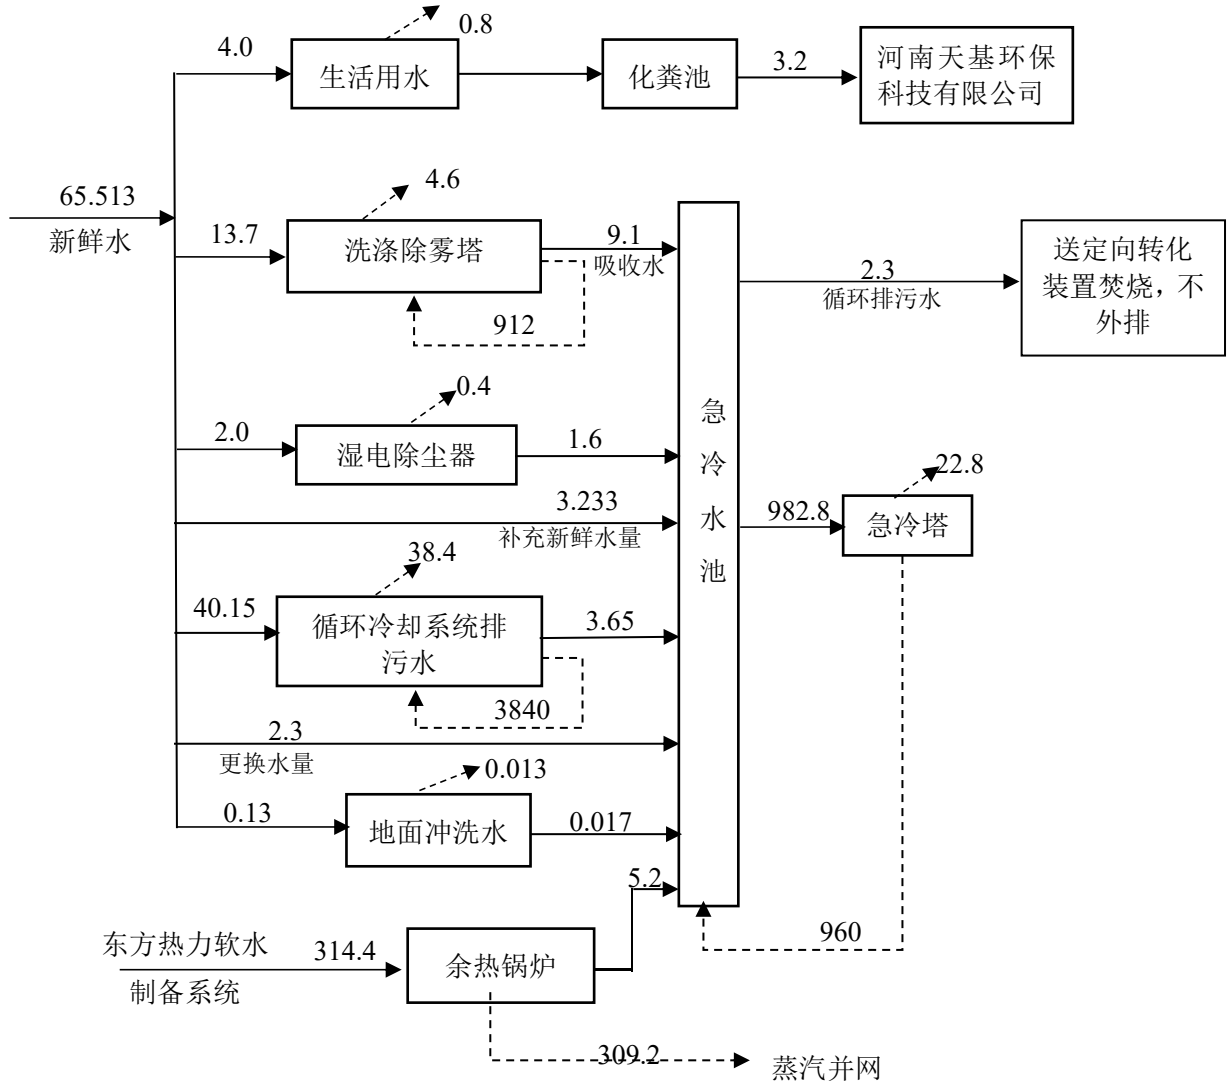 0.8
4.0
生活用水
化粪池
3.2
河南天基环保
科技有限公司
65.513
新鲜水
4.6
13.7
洗涤除雾塔
9.1
吸收水
912
2.3
循环排污水
送定向转化
装置焚烧，不
外排
0.4
2.0
湿电除尘器
1.6
急
冷
水
池
22.8
982.8
急冷塔
3.233
补充新鲜水量
38.4
40.15
循环冷却系统排
污水
3.65
3840
2.3
更换水量
0.013
0.13
地面冲洗水
0.017
5.2
960
东方热力软水
制备系统
314.4
余热锅炉
309.2
蒸汽并网